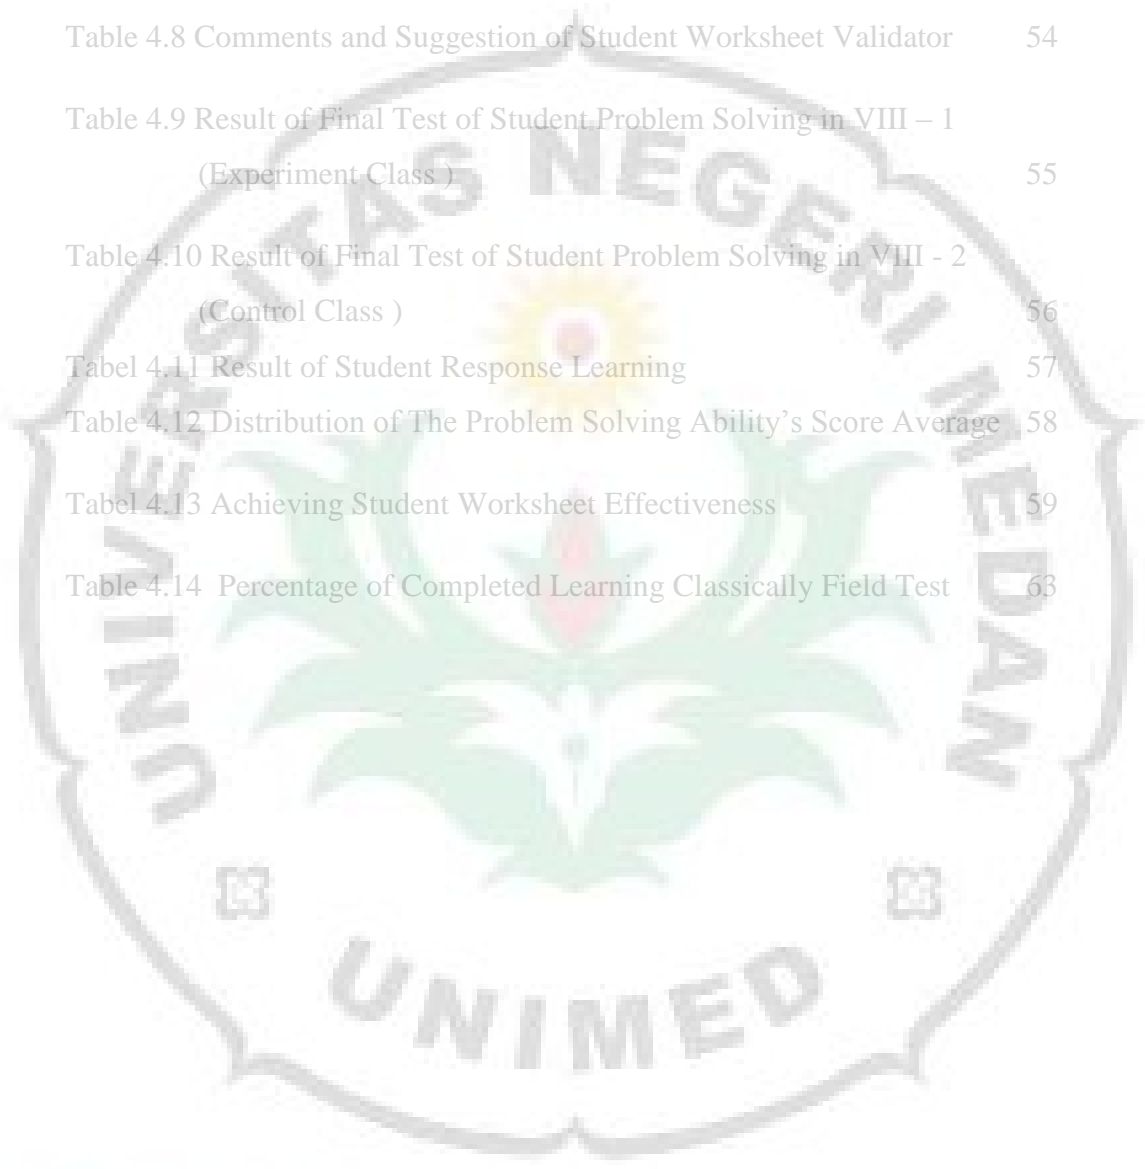 Table 4.8 Comments and Suggestion of Student Worksheet Validator 54
Table 4.9 Result of Final Test of Student Problem Solving in VIII – 1
(Experiment Class ) 55
Table 4.10 Result of Final Test of Student Problem Solving in VIII - 2
(Control Class ) 56
Tabel 4.11 Result of Student Response Learning 57
Table 4.12 Distribution of The Problem Solving Ability’s Score Average 58
Tabel 4.13 Achieving Student Worksheet Effectiveness 59
Table 4.14 Percentage of Completed Learning Classically Field Test 63
UNIVERSITAS NEGERI MEDAN
UNIMED